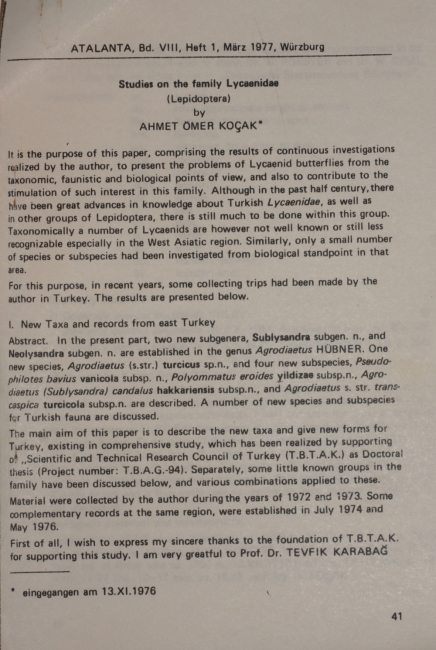 ATALANTA, Bd. VIII, Heft 1, März 1977, Würzburg
Studies on the family Lycaenidae
(Lepidoptera)
by
AHMET ÖMER KOÇAK*
It is the purpose of this paper, comprising the results of continuous investigations
realized by the author, to present the problems of Lycaenid butterflies from the
taxonomic, faunistic and biological points of view, and also to contribute to the
stimulation of such interest in this family. Although in the past half century, there
have been great advances in knowledge about Turkish Lycaenidae, as well as
in other groups of Lepidoptera, there is still much to be done within this group.
Taxonomically a number of Lycaenids are however not well known or still less
recognizable especially in the West Asiatic region. Similarly, only a small number
of species or subspecies had been investigated from biological standpoint in that
area.
For this purpose, in recent years, some collecting trips had been made by the
author in Turkey. The results are presented below.
I. New Taxa and records from east Turkey
Abstract. In the present part, two new subgenera, Sublysandra subgen. n., and
Neolysandra subgen. n. are established in the genus Agrodiaetus HÜBNER. One
new species, Agrodiaetus (s.str.) turcicus sp.n., and four new subspecies, Pseudo-
philotes bavius vanicola subsp. n., Polyommatus eroides yildizae subsp.n., Agro-
diaetus (Sublysandra) candalus hakkariensis subsp.n., and Agrodiaetus s. str. trans-
caspica turcicola subsp.n. are described. A number of new species and subspecies
for Turkish fauna are discussed.
The main aim of this paper is to describe the new taxa and give new forms for
Turkey, existing in comprehensive study, which has been realized by supporting
of „Scientific and Technical Research Council of Turkey (T.B.T.A.K.) as Doctoral
thesis (Project number: T.B.A.G.-94). Separately, some little known groups in the
family have been discussed below, and various combinations applied to these.
Material were collected by the author during the years of 1972 and 1973. Some
complementary records at the same region, were established in July 1974 and
May 1976.
First of all, I wish to express my sincere thanks to the foundation of T.B.T.A.K.
for supporting this study. I am very greatful to Prof. Dr. TEVFIK KARABAĞ
* eingegangen am 13.XI.1976
41